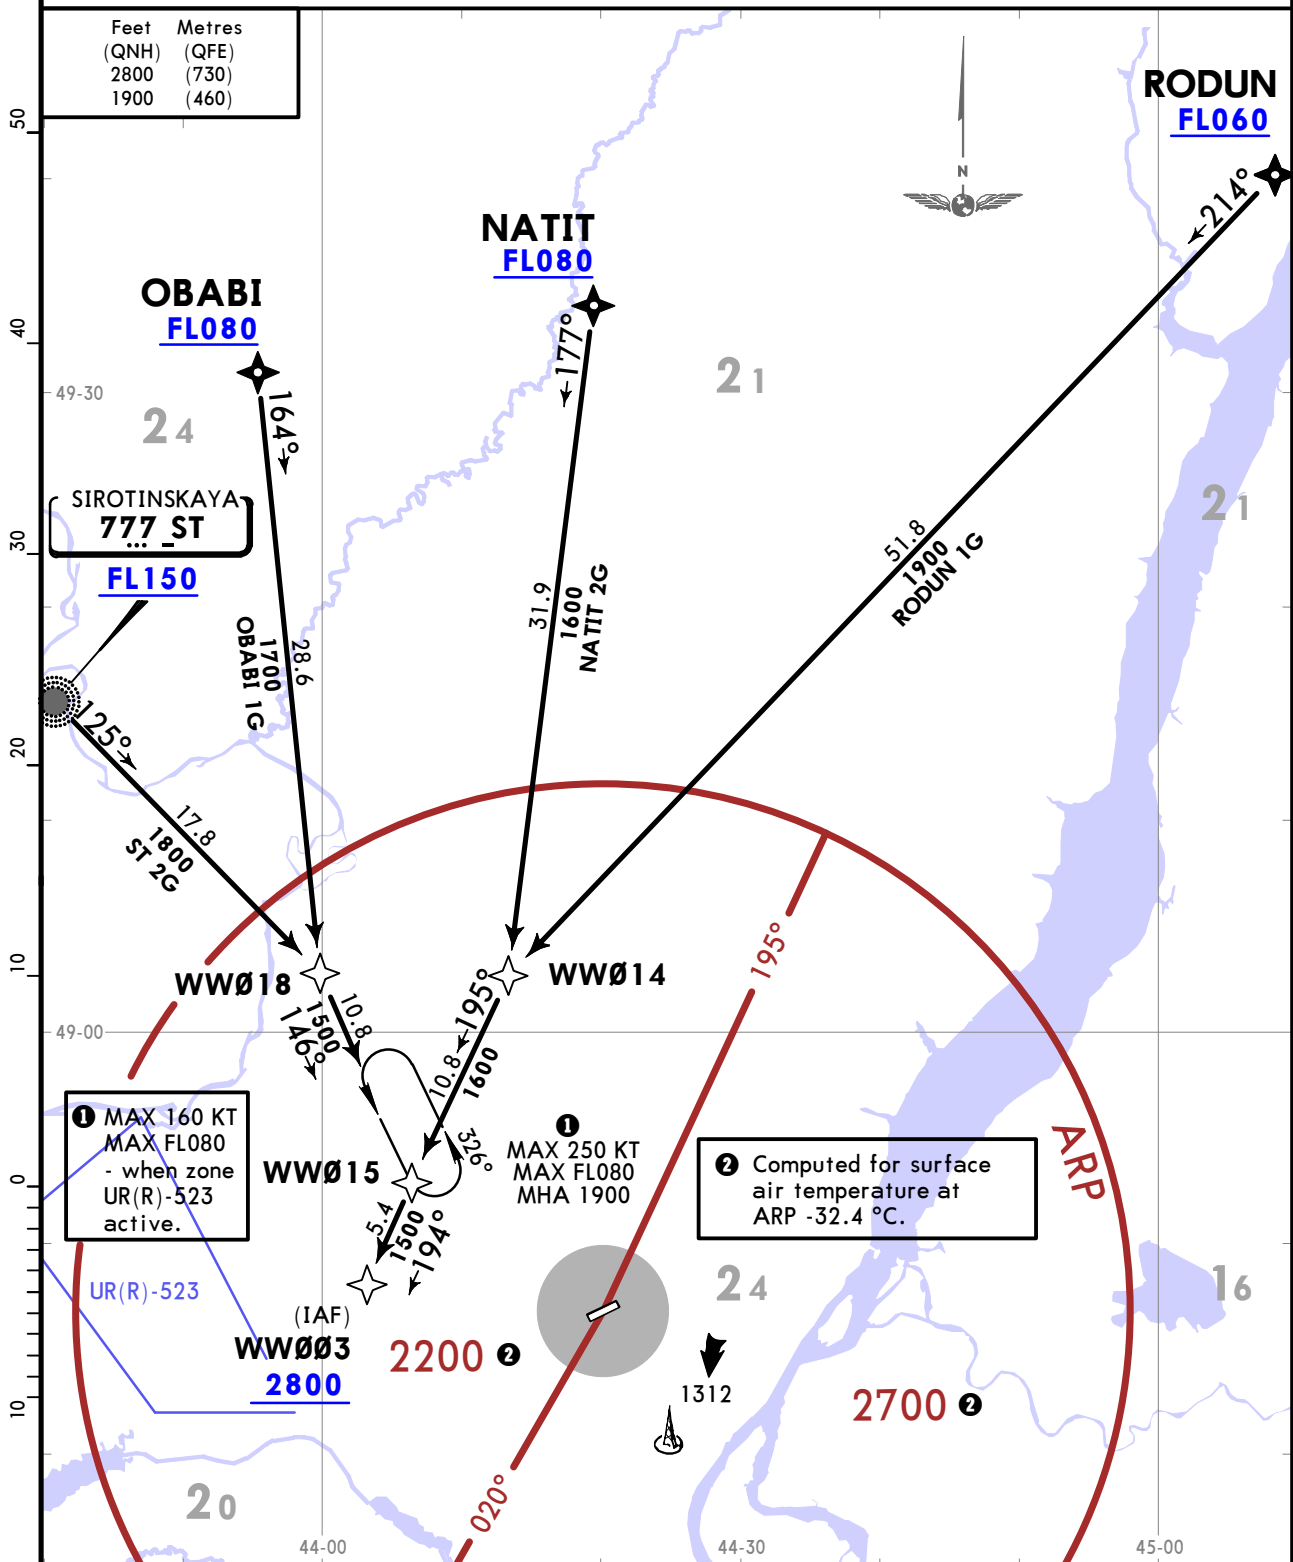 Feet Metres
(QNH) (QFE)
2800 (730)
1900 (460)
50
40
30
20
10
0
10
N
RODUN
FL060
←214°
NATIT
FL080
←177°
OBABI
FL080
164°→
49-30
24
21
21
SIROTINSKAYA
777 ST
FL150
125°→
17.8
1800
ST 2G
28.6
1700
OBABI 1G
31.9
1600
NATIT 2G
51.8
1900
RODUN 1G
WWØ18
WWØ14
10.8
1500
146°→
←195°
10.8
1600
195°
49-00
❶ MAX 160 KT
MAX FL080
- when zone
UR(R)-523
active.
326°
❶
MAX 250 KT
MAX FL080
MHA 1900
❷ Computed for surface
air temperature at
ARP -32.4 °C.
ARP
WWØ15
5.4
1500
←194°
UR(R)-523
24
16
(IAF)
WWØØ3
2800
2200 ❷
1312
2700 ❷
20
020°
44-00
44-30
45-00